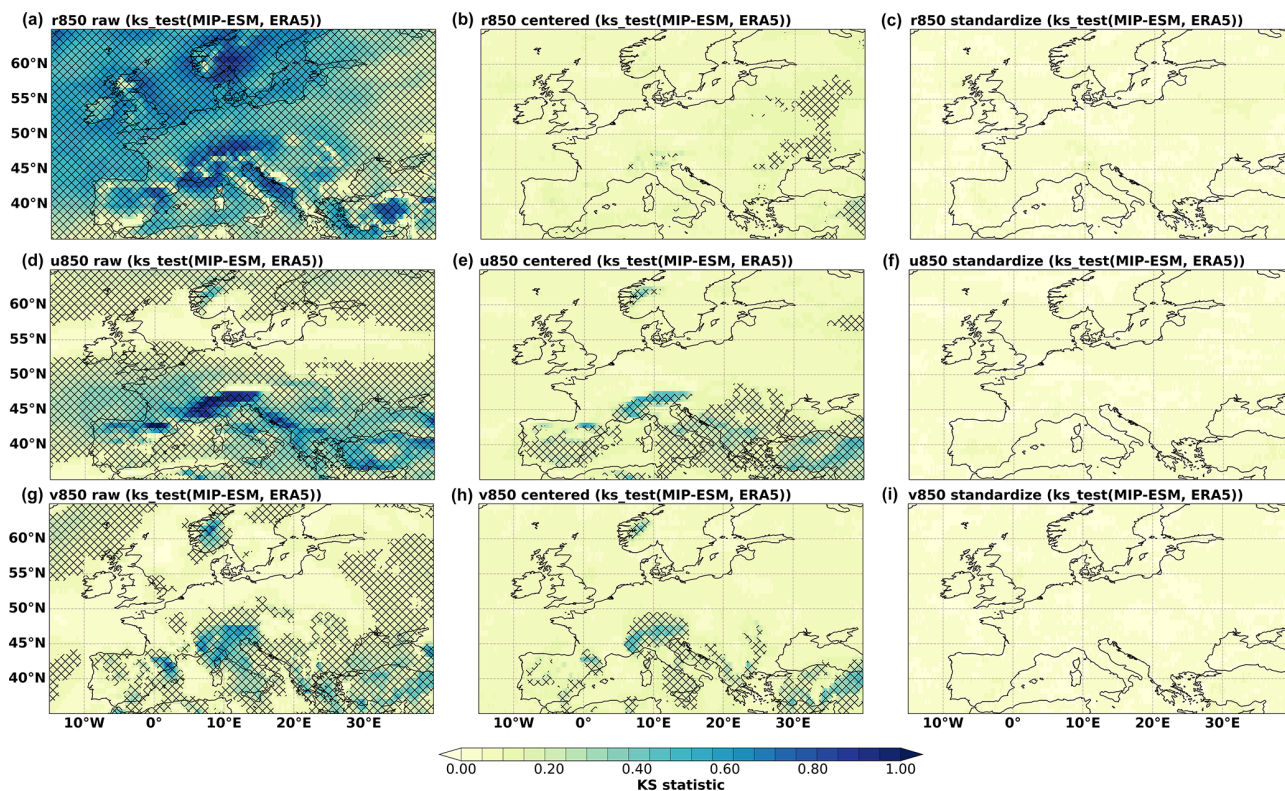 (a) r850 raw (ks_test(MIP-ESM, ERA5))
(b) r850 centered (ks_test(MIP-ESM, ERA5))
(c) r850 standardize (ks_test(MIP-ESM, ERA5))
60°N
55°N
50°N
45°N
40°N
(d) u850 raw (ks_test(MIP-ESM, ERA5))
(e) u850 centered (ks_test(MIP-ESM, ERA5))
(f) u850 standardize (ks_test(MIP-ESM, ERA5))
60°N
55°N
50°N
45°N
40°N
(g) v850 raw (ks_test(MIP-ESM, ERA5))
(h) v850 centered (ks_test(MIP-ESM, ERA5))
(i) v850 standardize (ks_test(MIP-ESM, ERA5))
60°N
55°N
50°N
45°N
40°N
10°W 0° 10°E 20°E 30°E
10°W 0° 10°E 20°E 30°E
10°W 0° 10°E 20°E 30°E
0.00 0.20 0.40 0.60 0.80 1.00
KS statistic